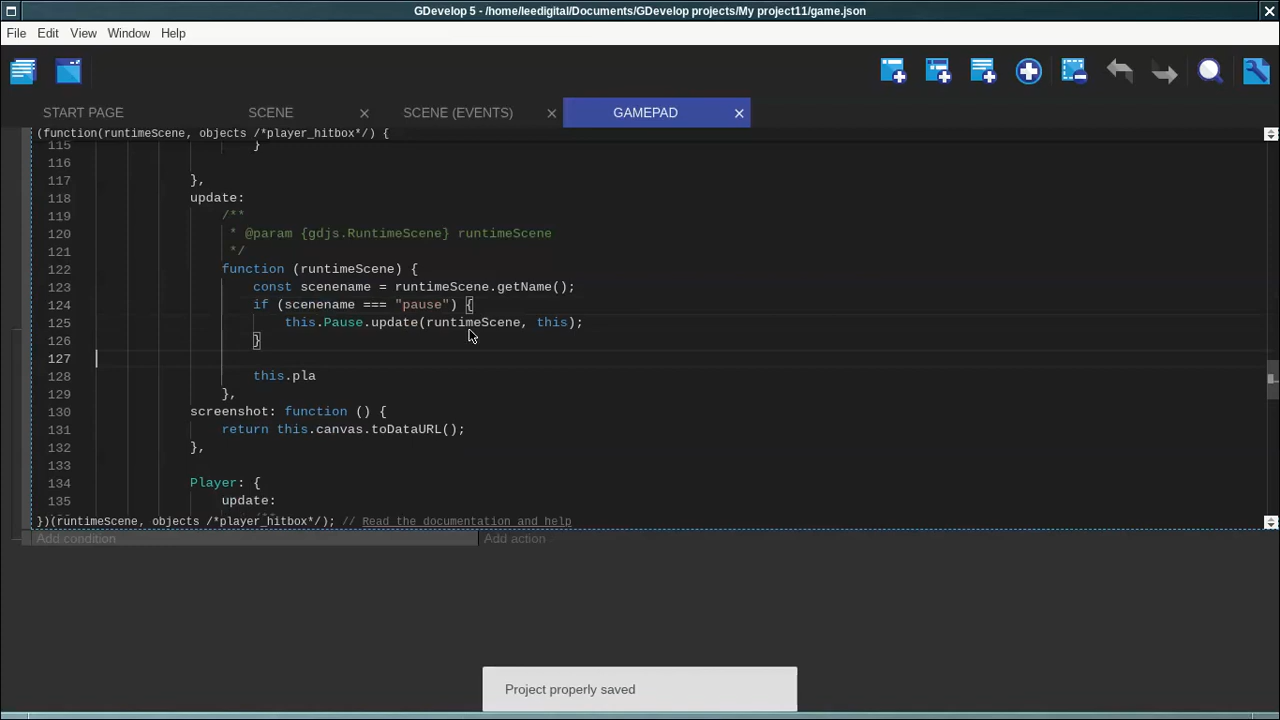 GDevelop 5 - /home/leedigital/Documents/GDevelop projects/My project11/game.json
File Edit View Window Help
START PAGE SCENE SCENE (EVENTS) GAMEPAD
(function(runtimeScene, objects /*player_hitbox*/) {
115 }
116
117 },
118 update:
119 /**
120 * @param {gdjs.RuntimeScene} runtimeScene
121 */
122 function (runtimeScene) {
123 const scenename = runtimeScene.getName();
124 if (scenename === "pause") {
125 this.Pause.update(runtimeScene, this);
126 }
127
128 this.pla
129 },
130 screenshot: function () {
131 return this.canvas.toDataURL();
132 },
133
134 Player: {
135 update:
})(runtimeScene, objects /*player_hitbox*/); // Read the documentation and help
Add condition Add action
Project properly saved